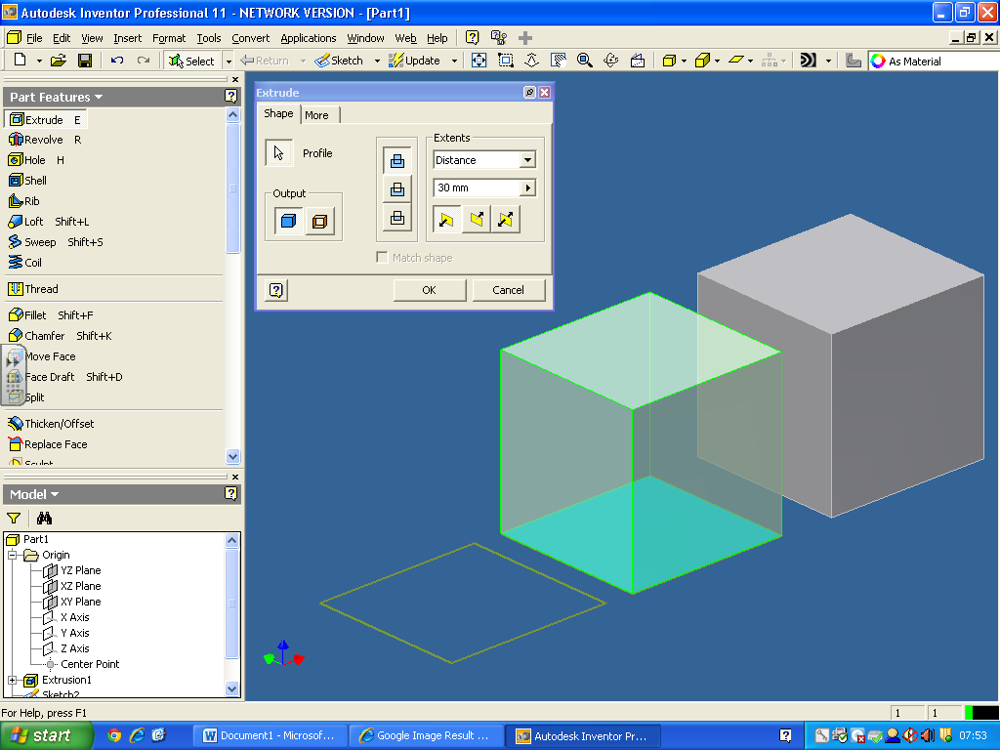 Autodesk Inventor Professional 11 - NETWORK VERSION - [Part1]
File Edit View Insert Format Tools Convert Applications Window Web Help
Select Return Sketch Update As Material
Part Features
Extrude E
Revolve R
Hole H
Shell
Rib
Loft Shift+L
Sweep Shift+S
Coil
Thread
Fillet Shift+F
Chamfer Shift+K
Move Face
Face Draft Shift+D
Split
Thicken/Offset
Replace Face
Sculpt
Extrude
Shape More
Profile
Output
Extents
Distance
30 mm
Match shape
OK Cancel
Model
Part1
Origin
YZ Plane
XZ Plane
XY Plane
X Axis
Y Axis
Z Axis
Center Point
Extrusion1
Sketch2
For Help, press F1 1 1
start Document1 - Microsof... Google Image Result ... Autodesk Inventor Pr... 07:53